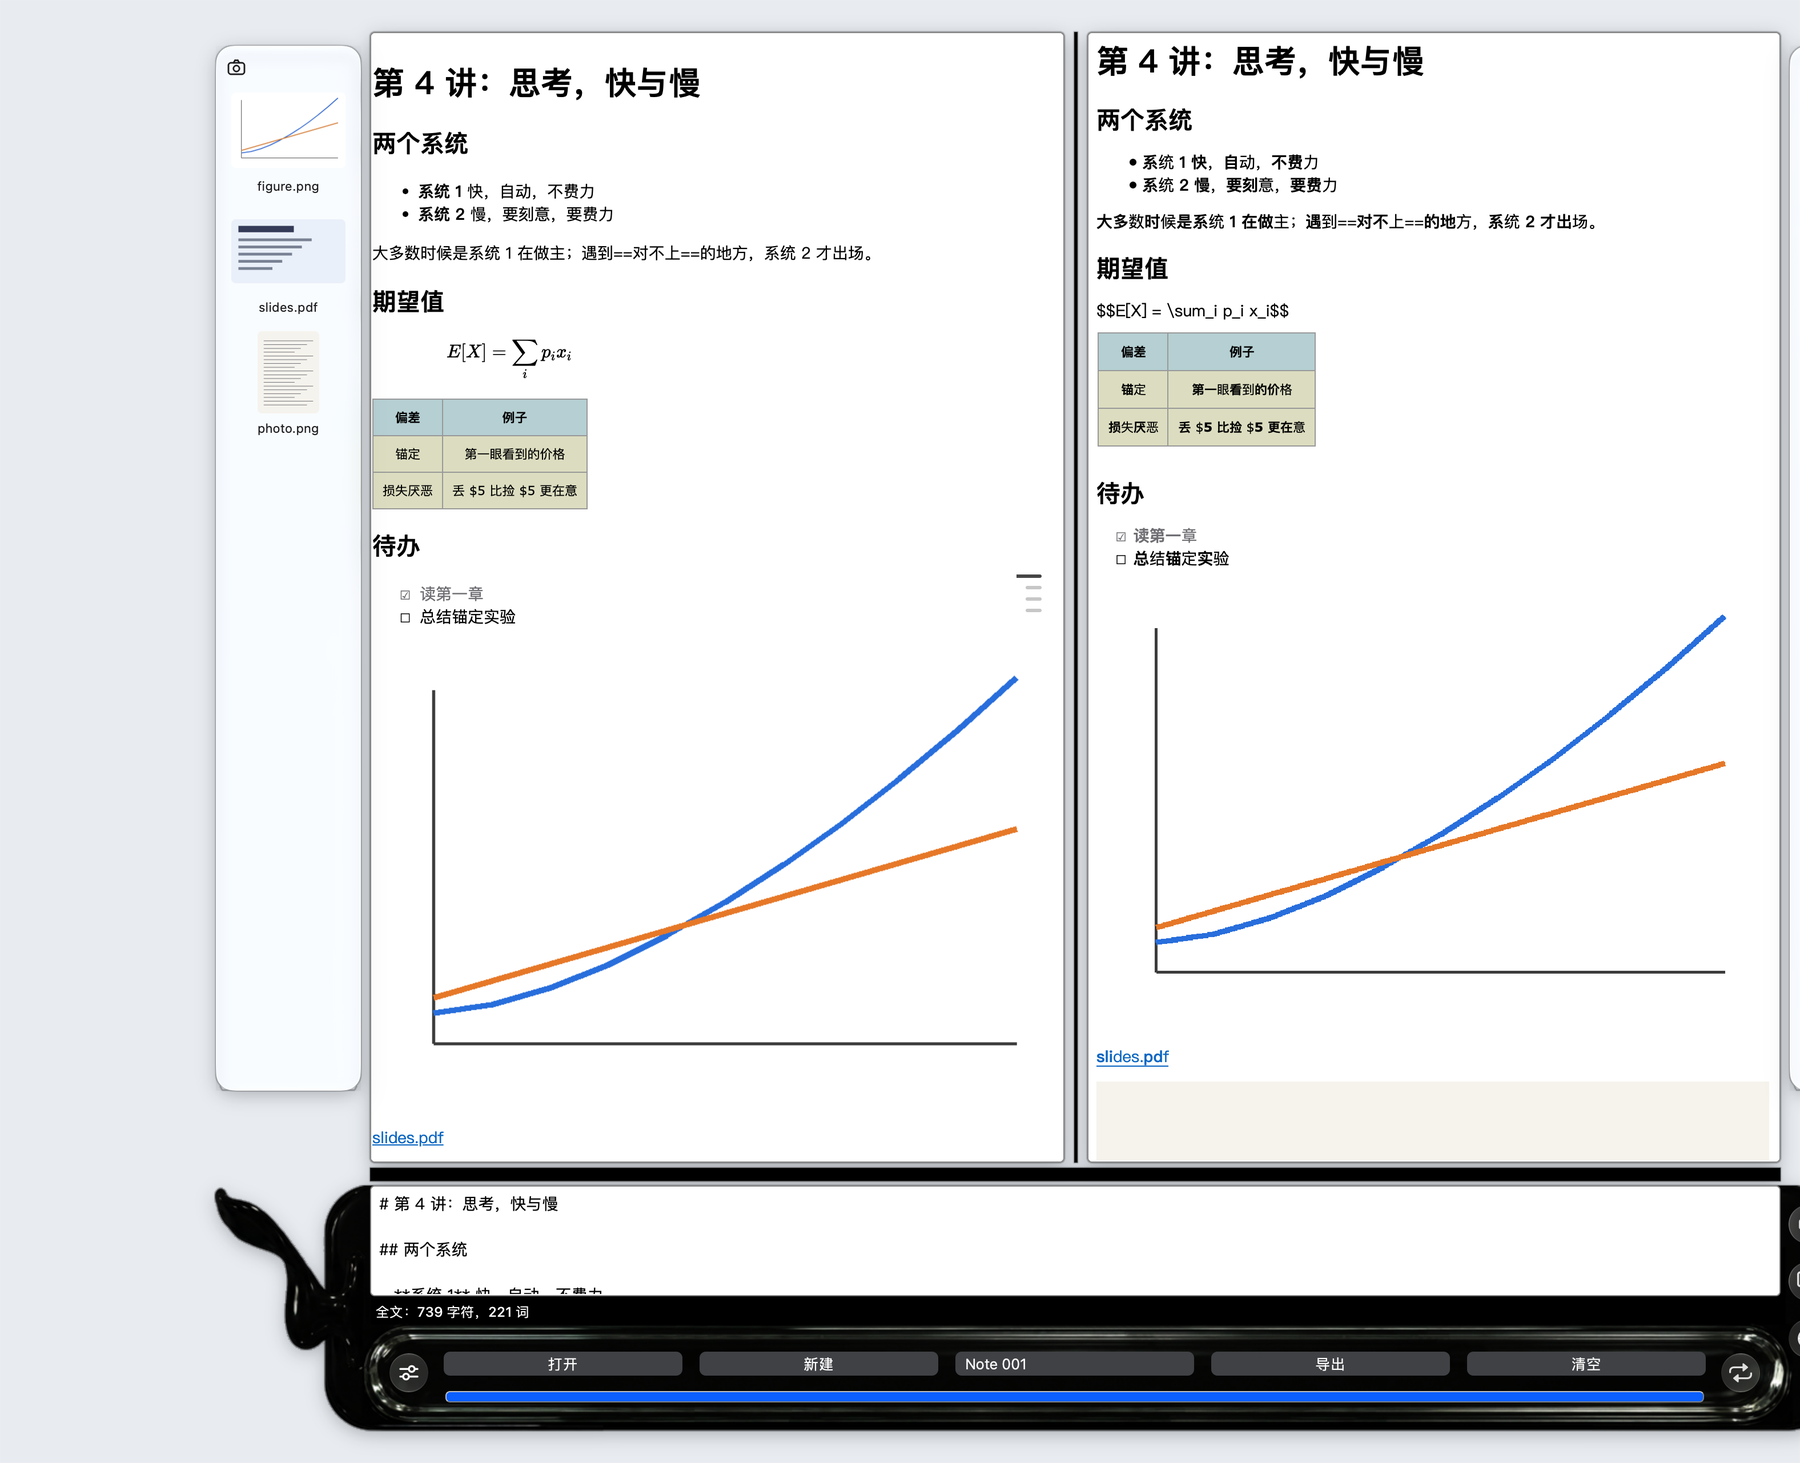 figure.png
slides.pdf
photo.png
第 4 讲：思考，快与慢
两个系统
• 系统 1 快，自动，不费力
• 系统 2 慢，要刻意，要费力
大多数时候是系统 1 在做主；遇到==对不上==的地方，系统 2 才出场。
期望值
E[X] = ∑_i p_i x_i
偏差 例子
锚定 第一眼看到的价格
损失厌恶 丢 $5 比捡 $5 更在意
待办
☑ 读第一章
☐ 总结锚定实验
slides.pdf
第 4 讲：思考，快与慢
两个系统
• 系统 1 快，自动，不费力
• 系统 2 慢，要刻意，要费力
大多数时候是系统 1 在做主；遇到==对不上==的地方，系统 2 才出场。
期望值
$$E[X] = \sum_i p_i x_i$$
偏差 例子
锚定 第一眼看到的价格
损失厌恶 丢 $5 比捡 $5 更在意
待办
☑ 读第一章
☐ 总结锚定实验
slides.pdf
# 第 4 讲：思考，快与慢
## 两个系统
**系统 1** 快，自动，不费力
全文：739 字符，221 词
打开 新建 Note 001 导出 清空